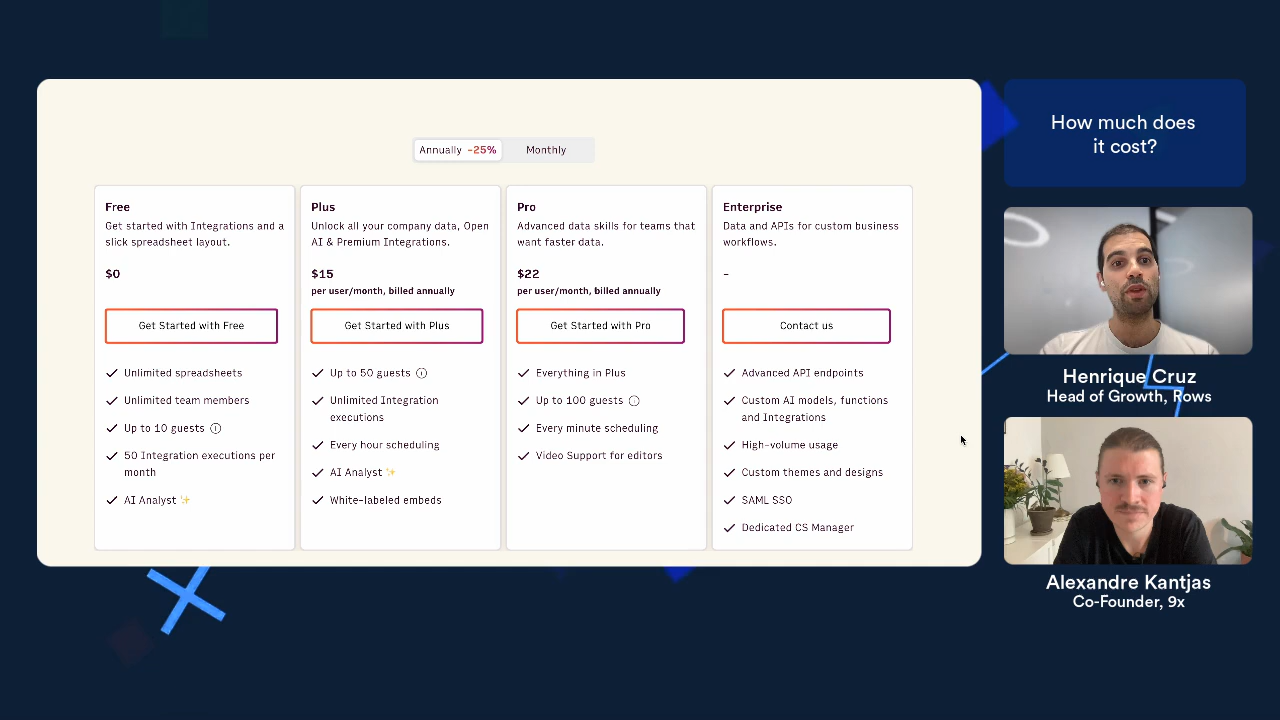 Annually -25% Monthly
Free
Get started with Integrations and a
slick spreadsheet layout.
$0
Get Started with Free
Unlimited spreadsheets
Unlimited team members
Up to 10 guests
50 Integration executions per
month
AI Analyst
Plus
Unlock all your company data, Open
AI & Premium Integrations.
$15
per user/month, billed annually
Get Started with Plus
Up to 50 guests
Unlimited Integration
executions
Every hour scheduling
AI Analyst
White-labeled embeds
Pro
Advanced data skills for teams that
want faster data.
$22
per user/month, billed annually
Get Started with Pro
Everything in Plus
Up to 100 guests
Every minute scheduling
Video Support for editors
Enterprise
Data and APIs for custom business
workflows.
-
Contact us
Advanced API endpoints
Custom AI models, functions
and Integrations
High-volume usage
Custom themes and designs
SAML SSO
Dedicated CS Manager
How much does
it cost?
Henrique Cruz
Head of Growth, Rows
Alexandre Kantjas
Co-Founder, 9x